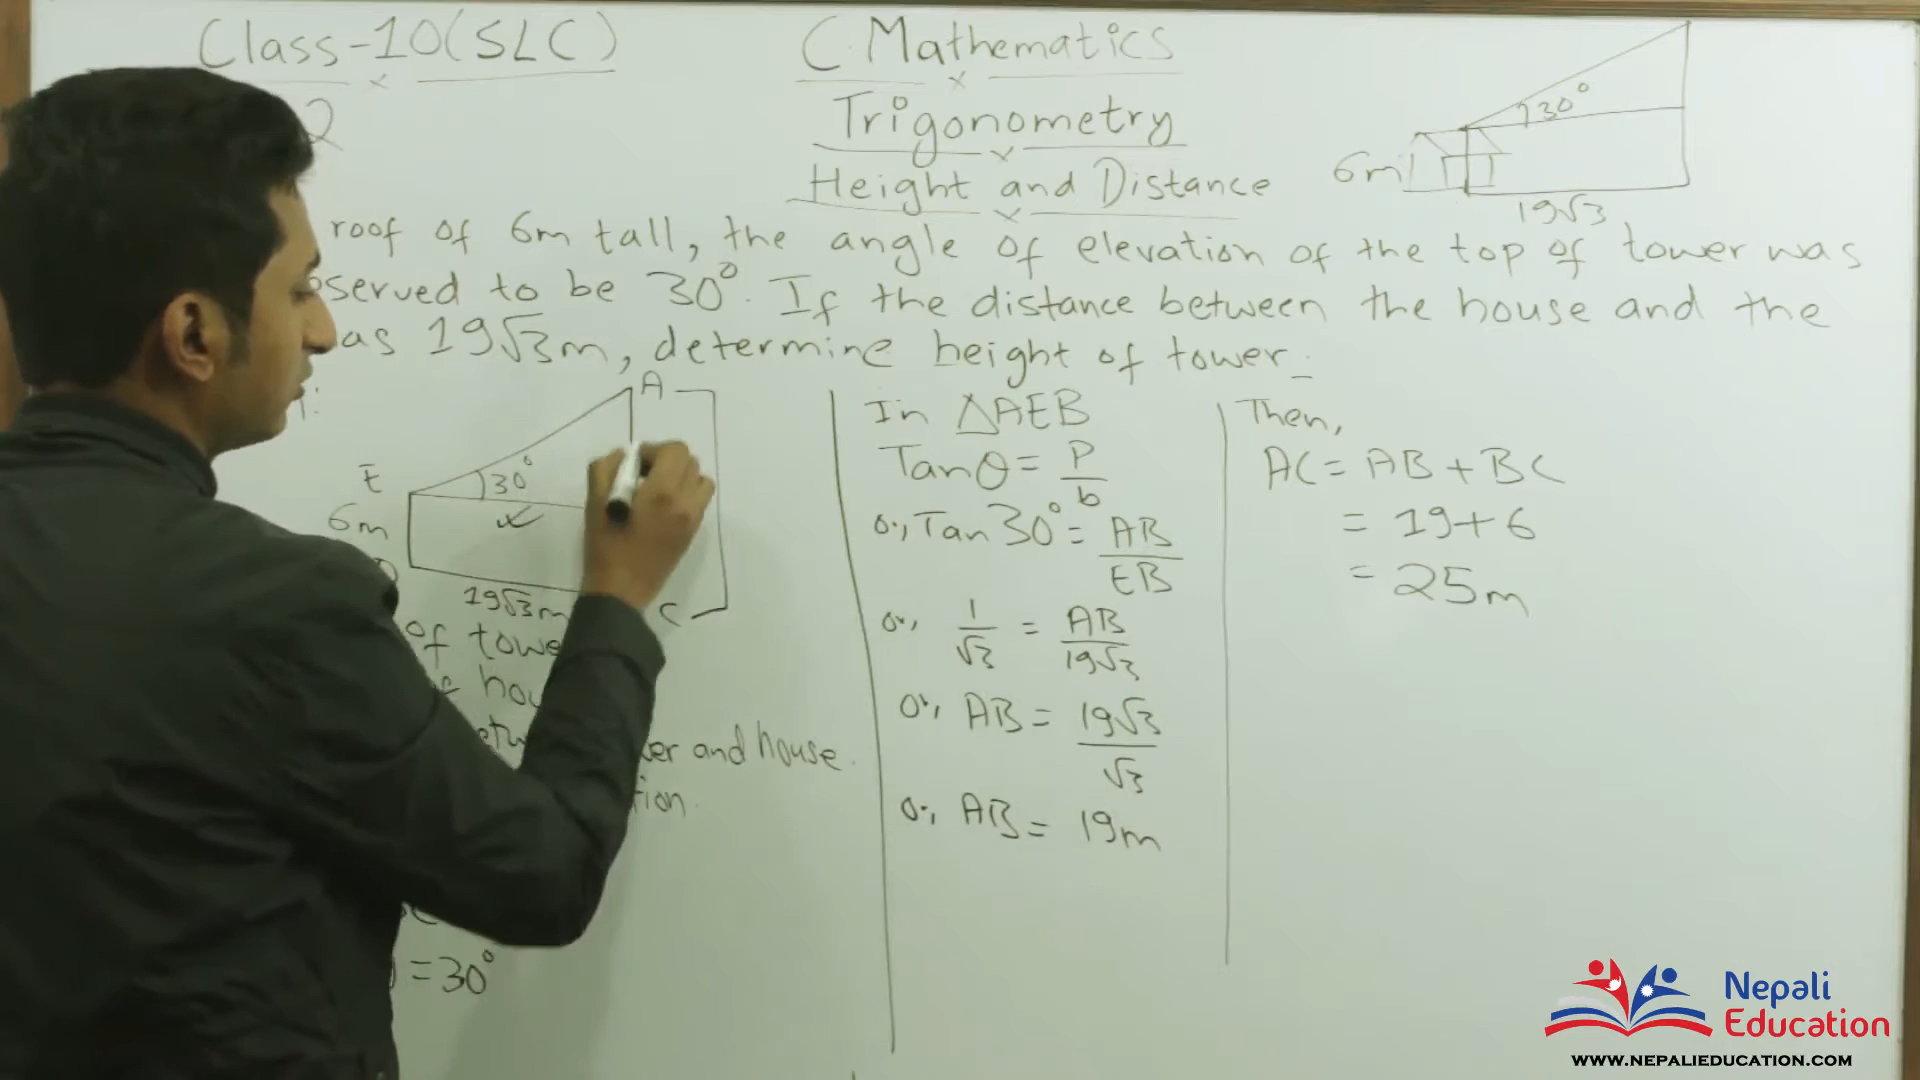 Class-10(SLC)
C. Mathematics
2
Trigonometry
Height and Distance
30°
6m
19√3
roof of 6m tall, the angle of elevation of the top of tower was
served to be 30°. If the distance between the house and the
as 19√3m, determine height of tower.
A
E
30°
6m
19√3m
C
of towe
hou
er and house.
tion.
=30°
In △AEB
Tanθ = P/b
or, Tan 30° = AB/EB
or, 1/√3 = AB/19√3
or, AB = 19√3/√3
or, AB = 19m
Then,
AC = AB + BC
= 19+6
= 25m
Nepali
Education
WWW.NEPALIEDUCATION.COM